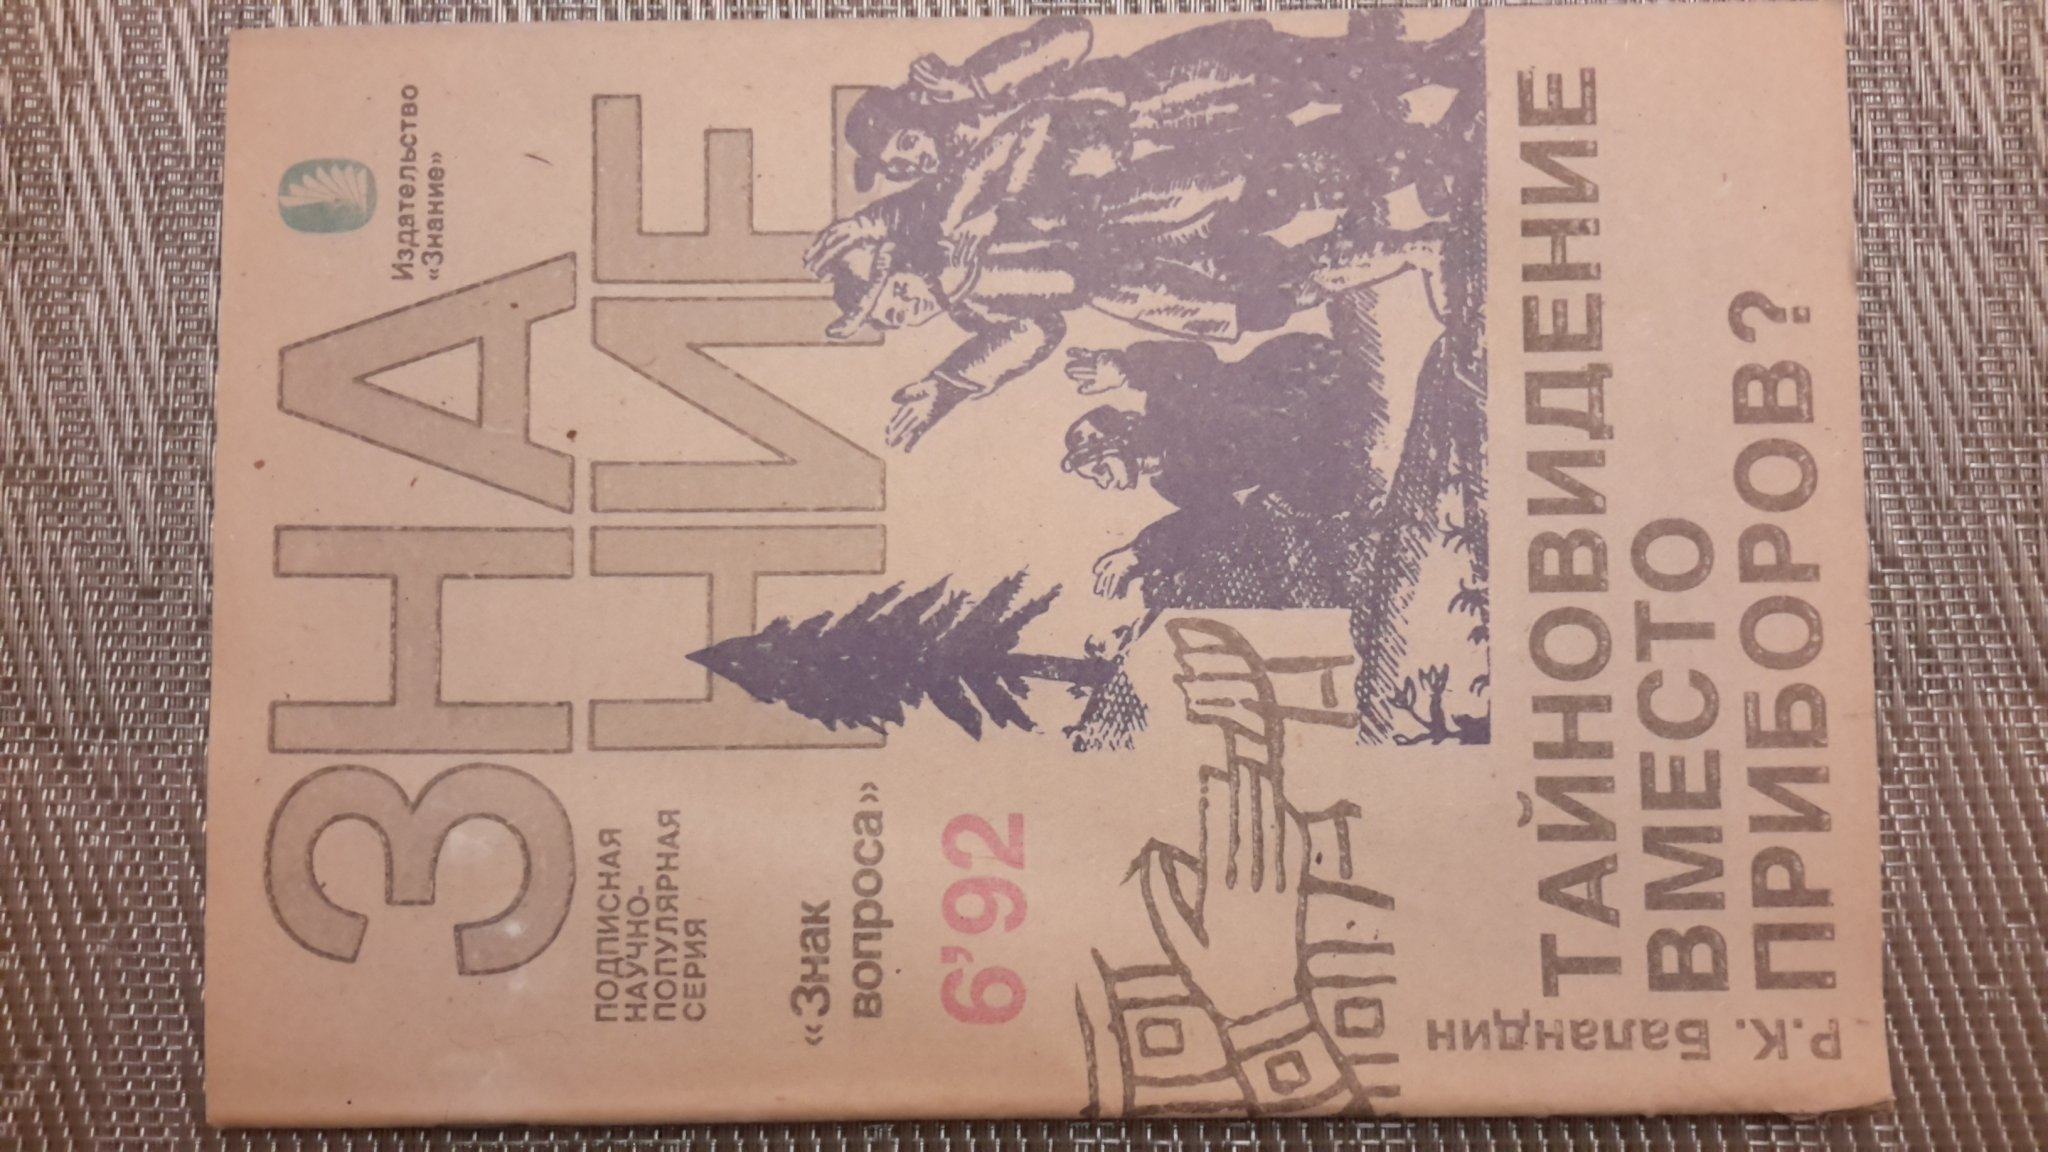 Издательство
«Знание»
ЗНА
НИЕ
ПОДПИСНАЯ
НАУЧНО-
ПОПУЛЯРНАЯ
СЕРИЯ
«Знак
вопроса»
6'92
Р.К. Баландин
ТАЙНОВИДЕНИЕ
ВМЕСТО
ПРИБОРОВ?